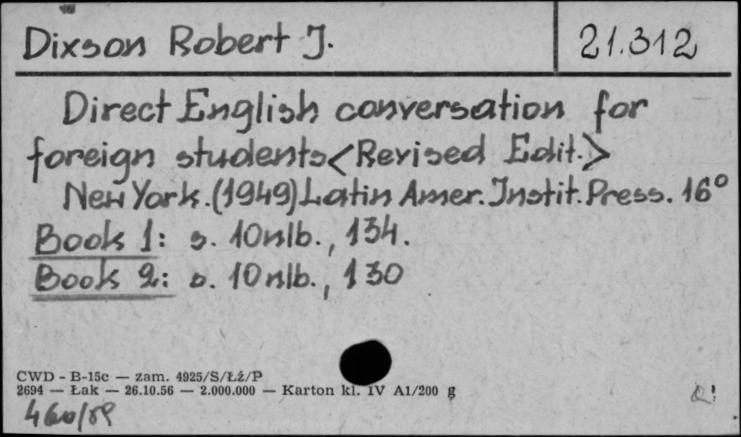 Dixson Robert J.
21.312
Direct English conversation for
foreign students <Revised Edit.>
New York. (1949) Latin Amer. Instit. Press. 16°
Book 1: s. 10nlb., 134.
Book 2: s. 10nlb., 130
CWD - B-15c — zam. 4925/S/Łź/P
2694 — Łak — 26.10.56 — 2.000.000 — Karton kl. IV A1/200 g